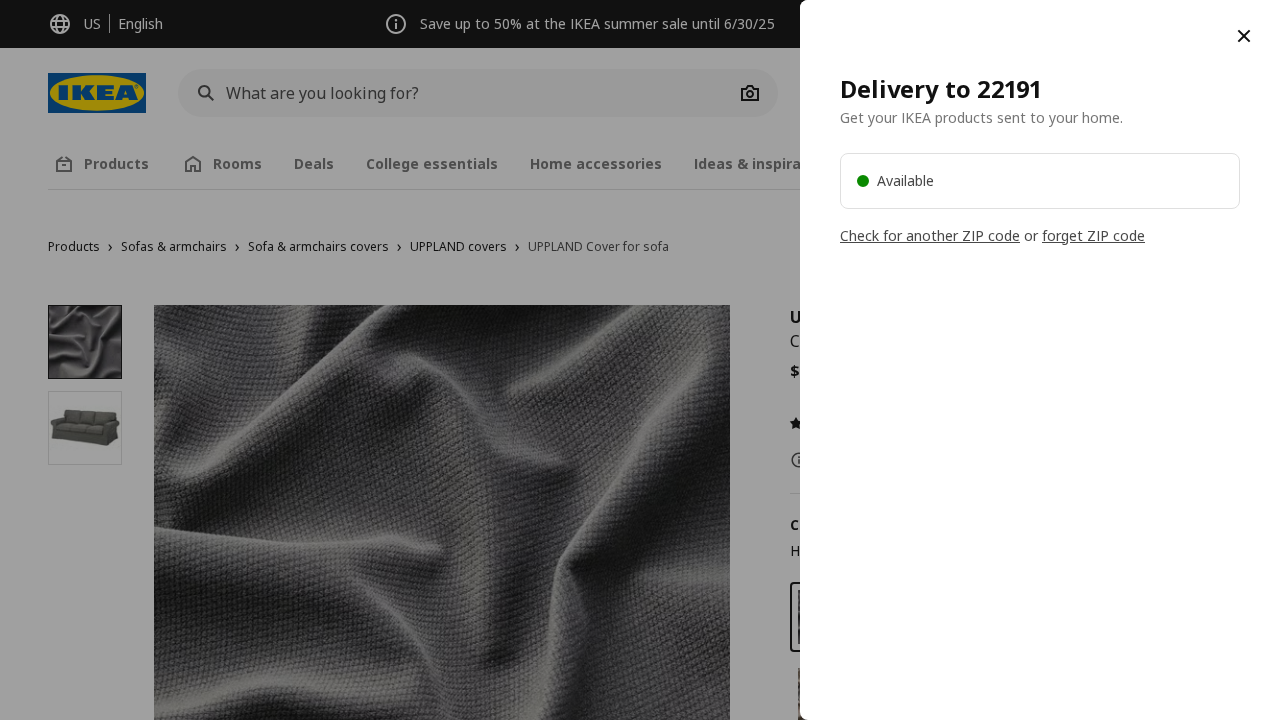 US
English
Save up to 50% at the IKEA summer sale until 6/30/25
IKEA
What are you looking for?
Products
Rooms
Deals
College essentials
Home accessories
Ideas &
Products › Sofas & armchairs › Sofa & armchairs covers › UPPLAND covers › UPPLAND Cover for sofa
$
Delivery to 22191
Get your IKEA products sent to your home.
Available
Check for another ZIP code or forget ZIP code